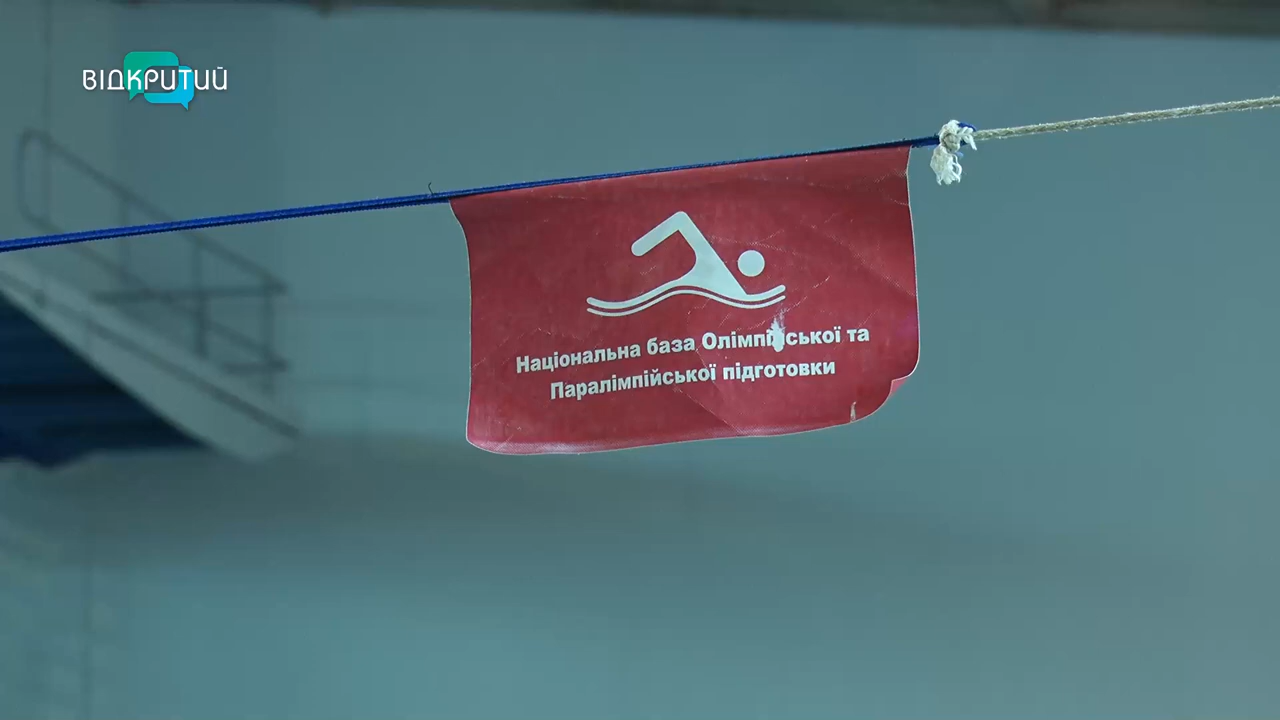 ВІДКРИТИЙ
Національна база Олімпійської та
Паралімпійської підготовки